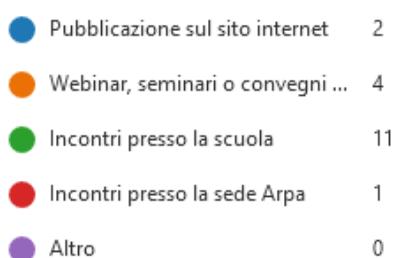 Pubblicazione sul sito internet 2
Webinar, seminari o convegni ... 4
Incontri presso la scuola 11
Incontri presso la sede Arpa 1
Altro 0